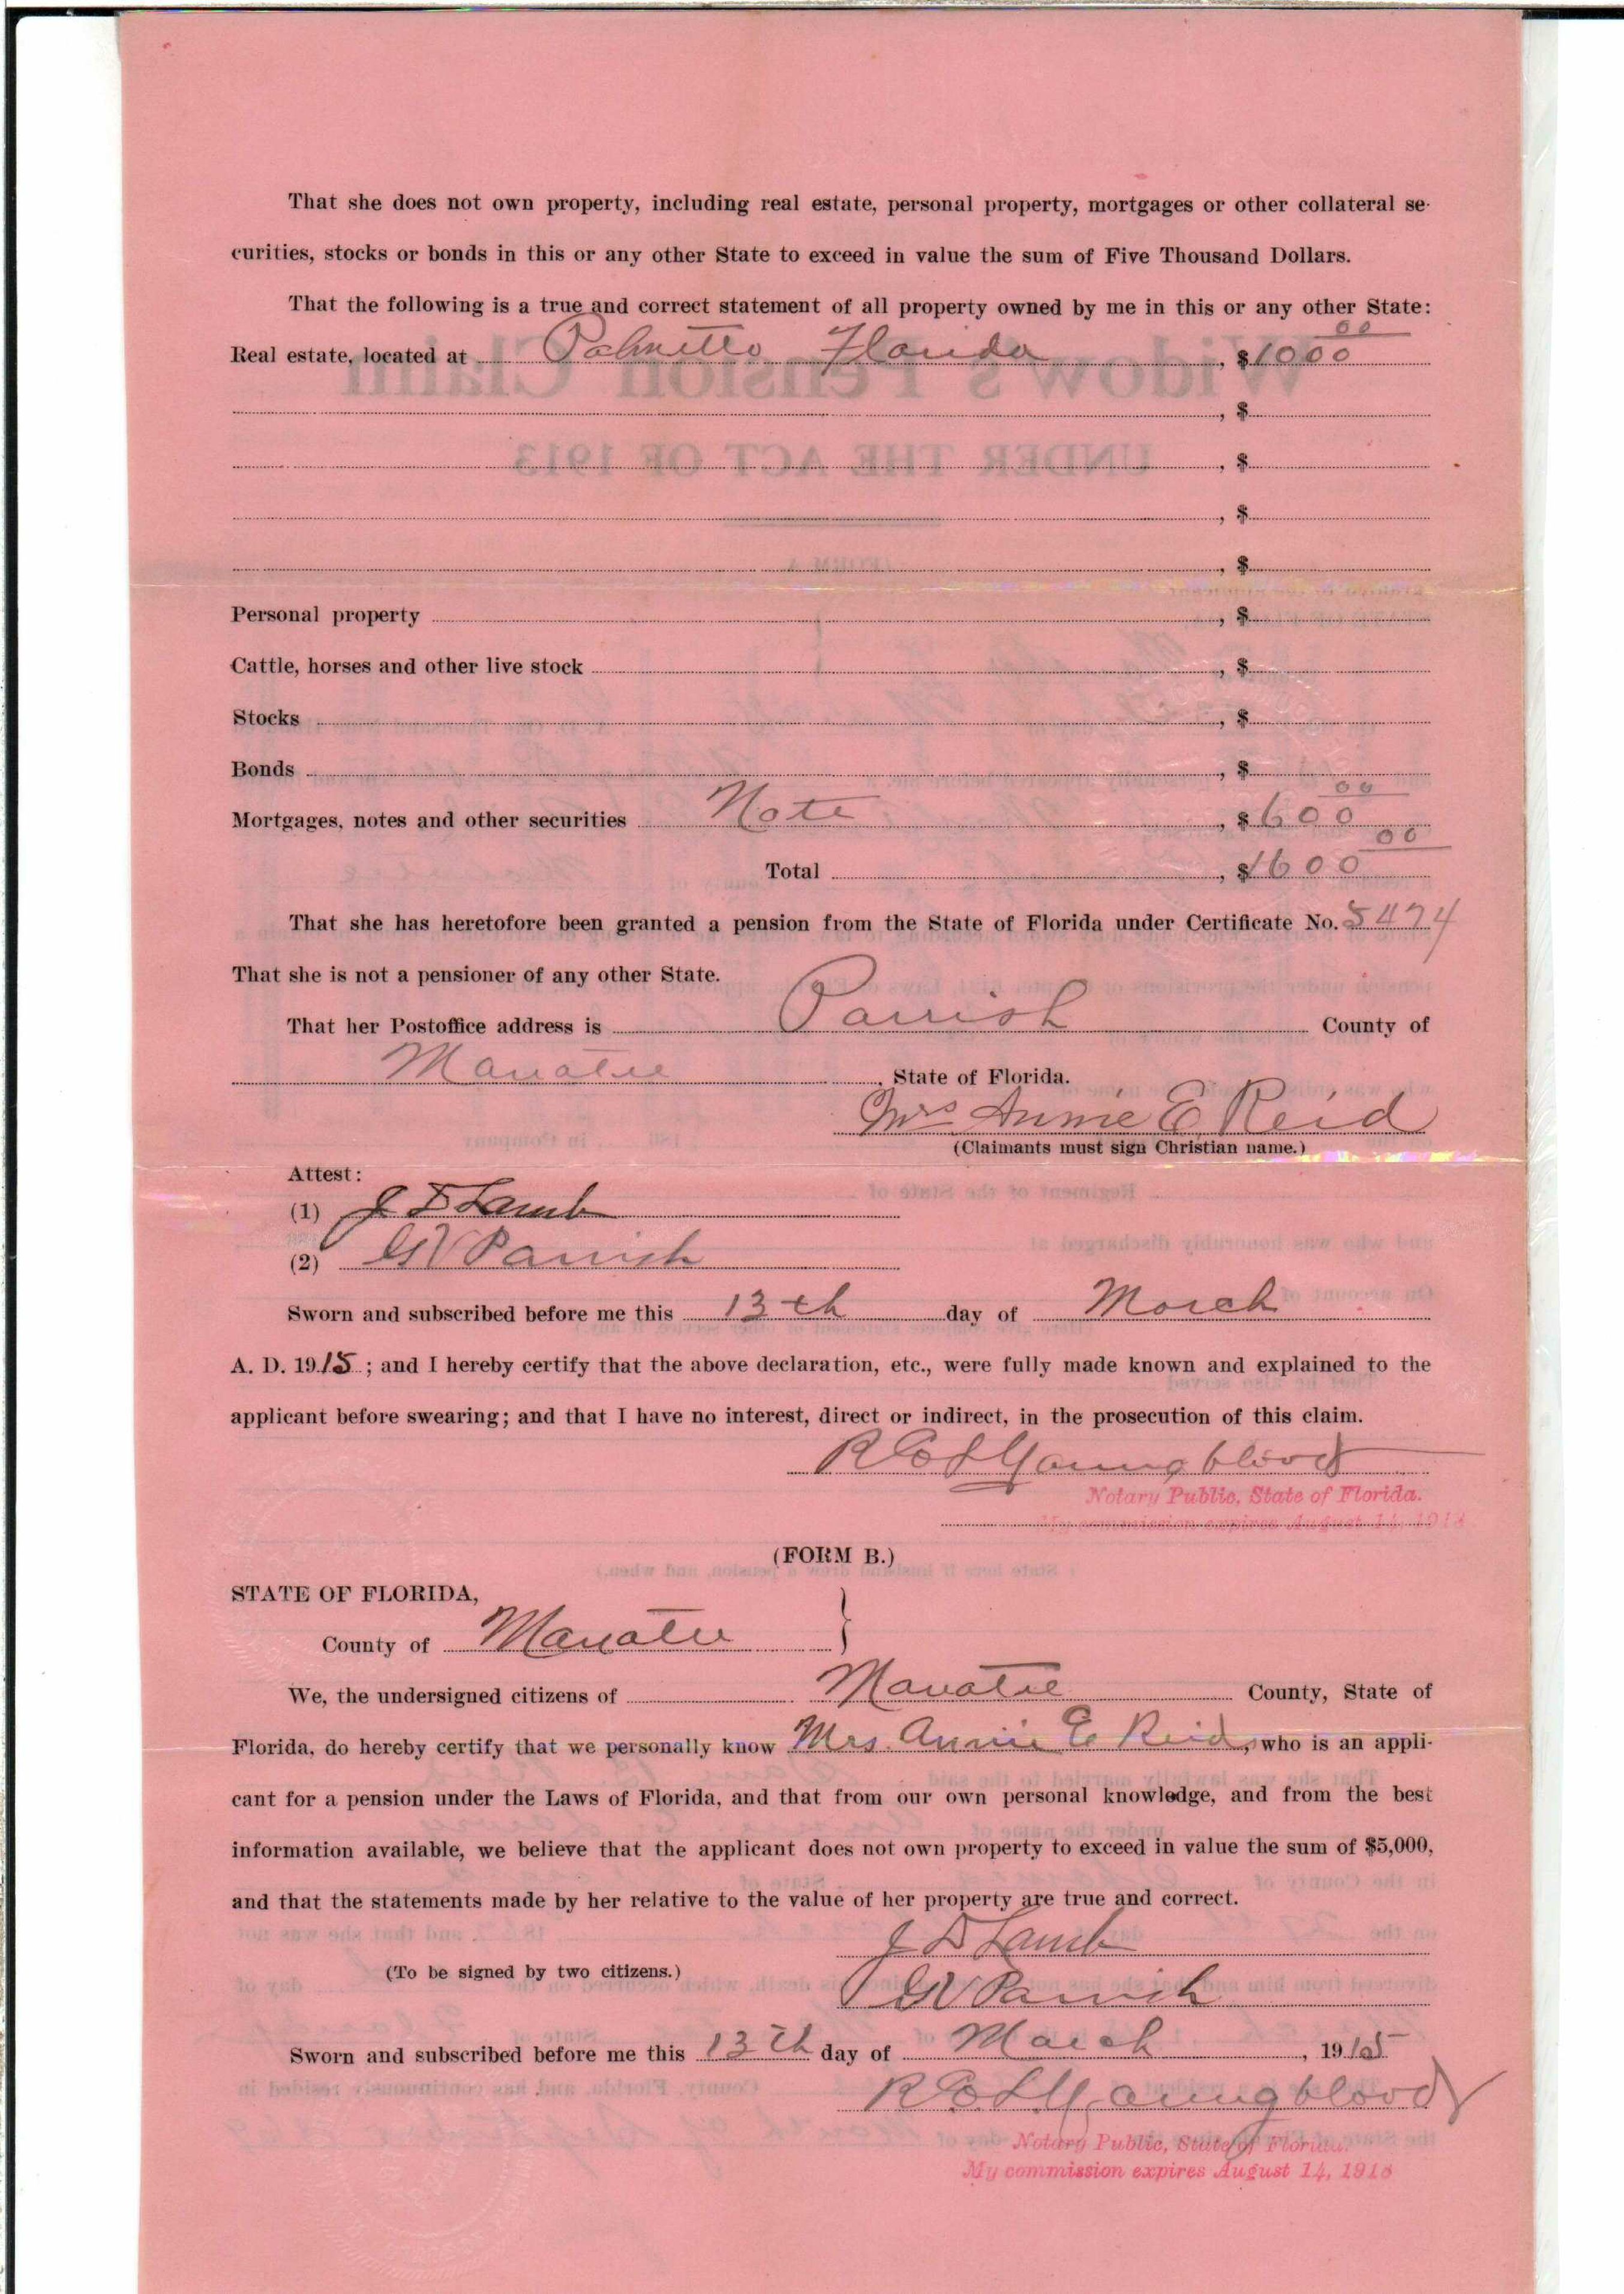 That she does not own property, including real estate, personal property, mortgages or other collateral se-
curities, stocks or bonds in this or any other State to exceed in value the sum of Five Thousand Dollars.
That the following is a true and correct statement of all property owned by me in this or any other State:
Real estate, located at Palmetto Florida, $1000 00
, $
, $
, $
, $
Personal property , $
Cattle, horses and other live stock , $
Stocks , $
Bonds , $
Mortgages, notes and other securities Note , $600 00
Total , $1600 00
That she has heretofore been granted a pension from the State of Florida under Certificate No. 5474
That she is not a pensioner of any other State.
That her Postoffice address is Parrish County of
Manatee, State of Florida.
Mrs Annie E Reid
(Claimants must sign Christian name.)
Attest:
(1) J D Lamb
(2) Parrish
Sworn and subscribed before me this 13th day of March
A. D. 1915; and I hereby certify that the above declaration, etc., were fully made known and explained to the
applicant before swearing; and that I have no interest, direct or indirect, in the prosecution of this claim.
Youngblood
Notary Public, State of Florida.
My commission expires August 14, 1918
(FORM B.)
STATE OF FLORIDA,
County of Manatee }
We, the undersigned citizens of Manatee County, State of
Florida, do hereby certify that we personally know Mrs. Annie E Reid, who is an appli-
cant for a pension under the Laws of Florida, and that from our own personal knowledge, and from the best
information available, we believe that the applicant does not own property to exceed in value the sum of $5,000,
and that the statements made by her relative to the value of her property are true and correct.
J D Lamb
(To be signed by two citizens.)
Parrish
Sworn and subscribed before me this 13th day of March, 1915
Youngblood
Notary Public, State of Florida.
My commission expires August 14, 1918